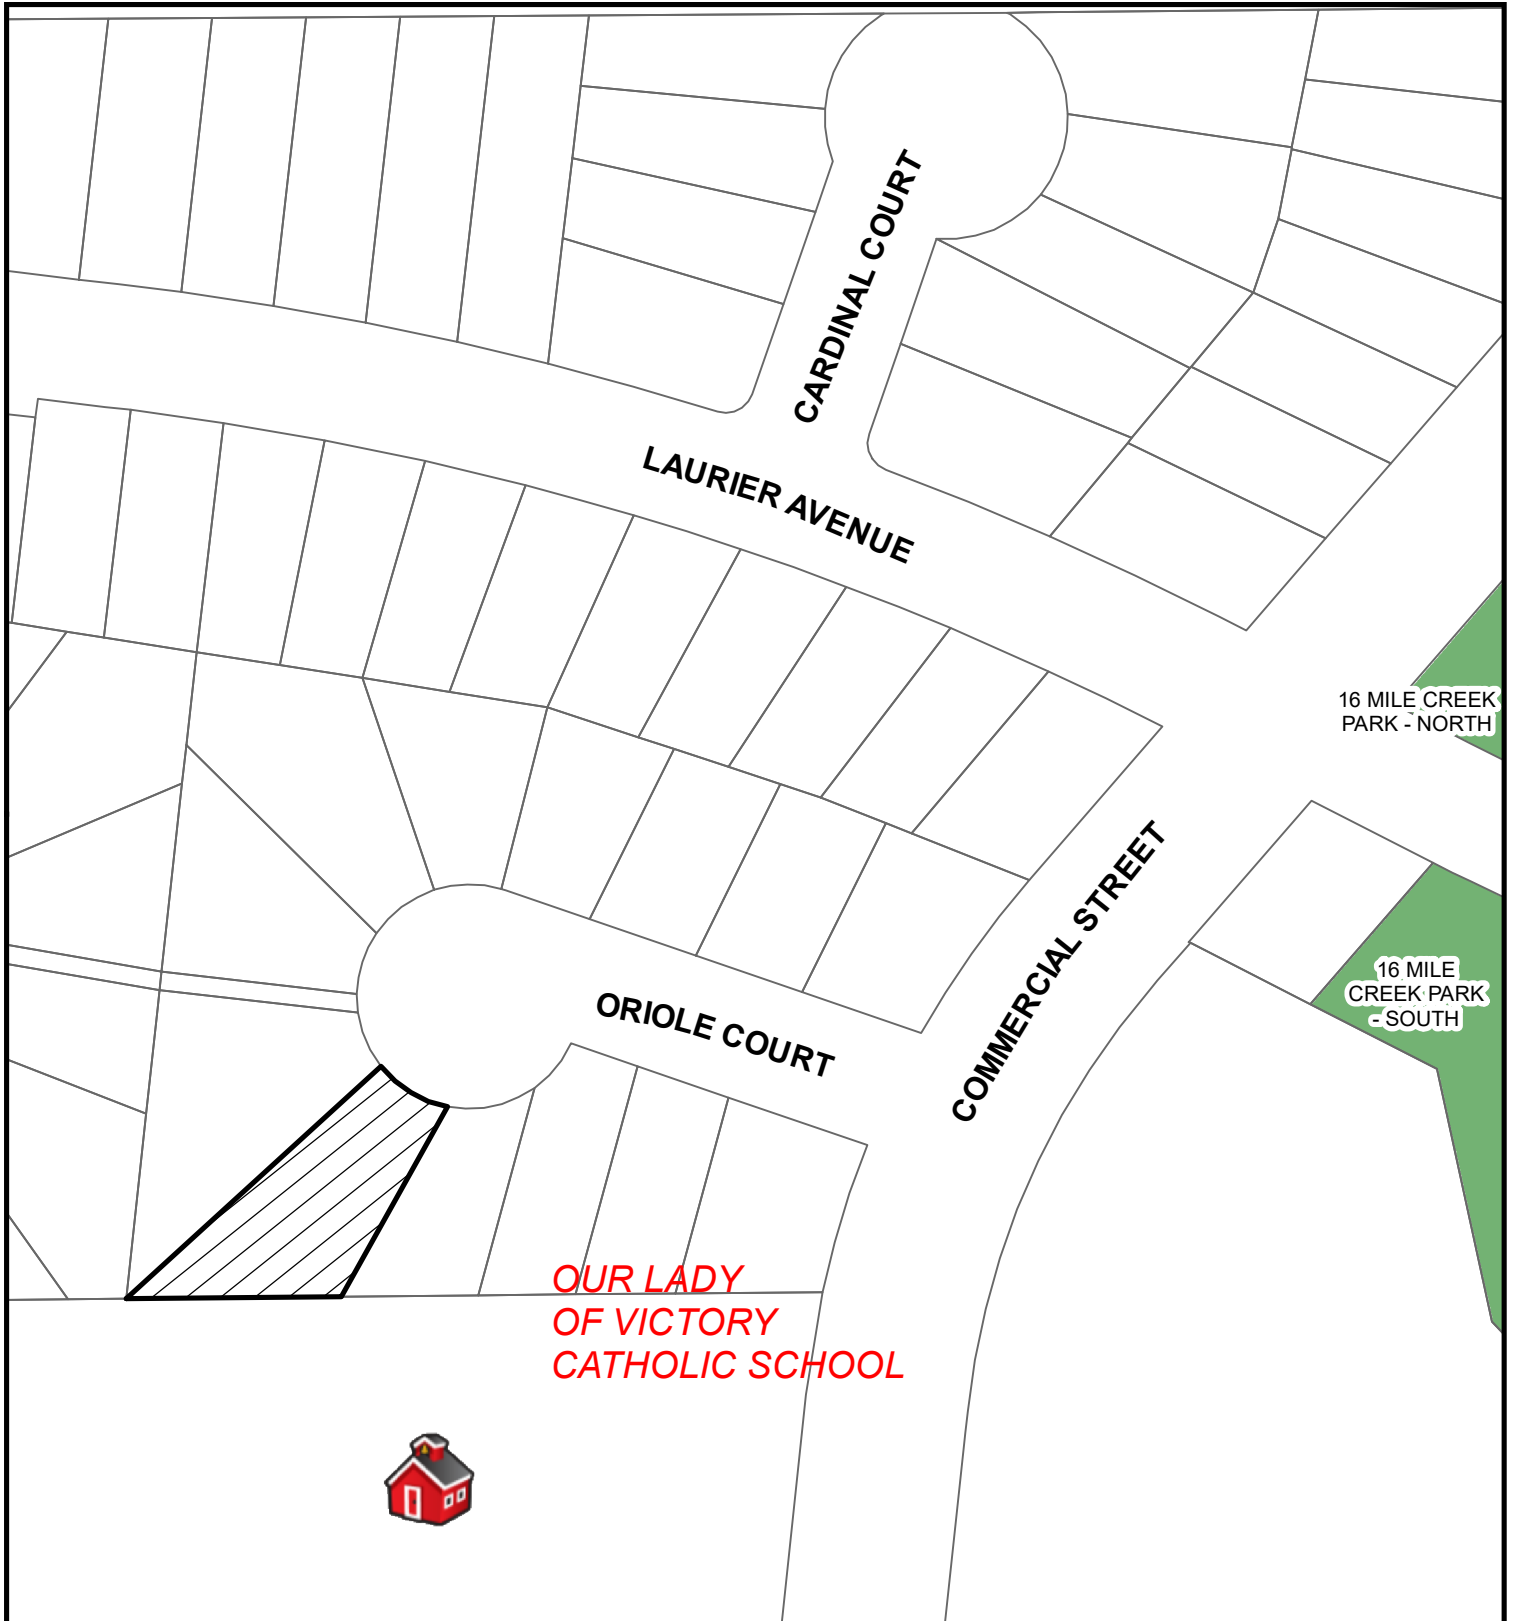 CARDINAL COURT
LAURIER AVENUE
16 MILE CREEK
PARK - NORTH
COMMERCIAL STREET
16 MILE
CREEK PARK
- SOUTH
ORIOLE COURT
OUR LADY
OF VICTORY
CATHOLIC SCHOOL